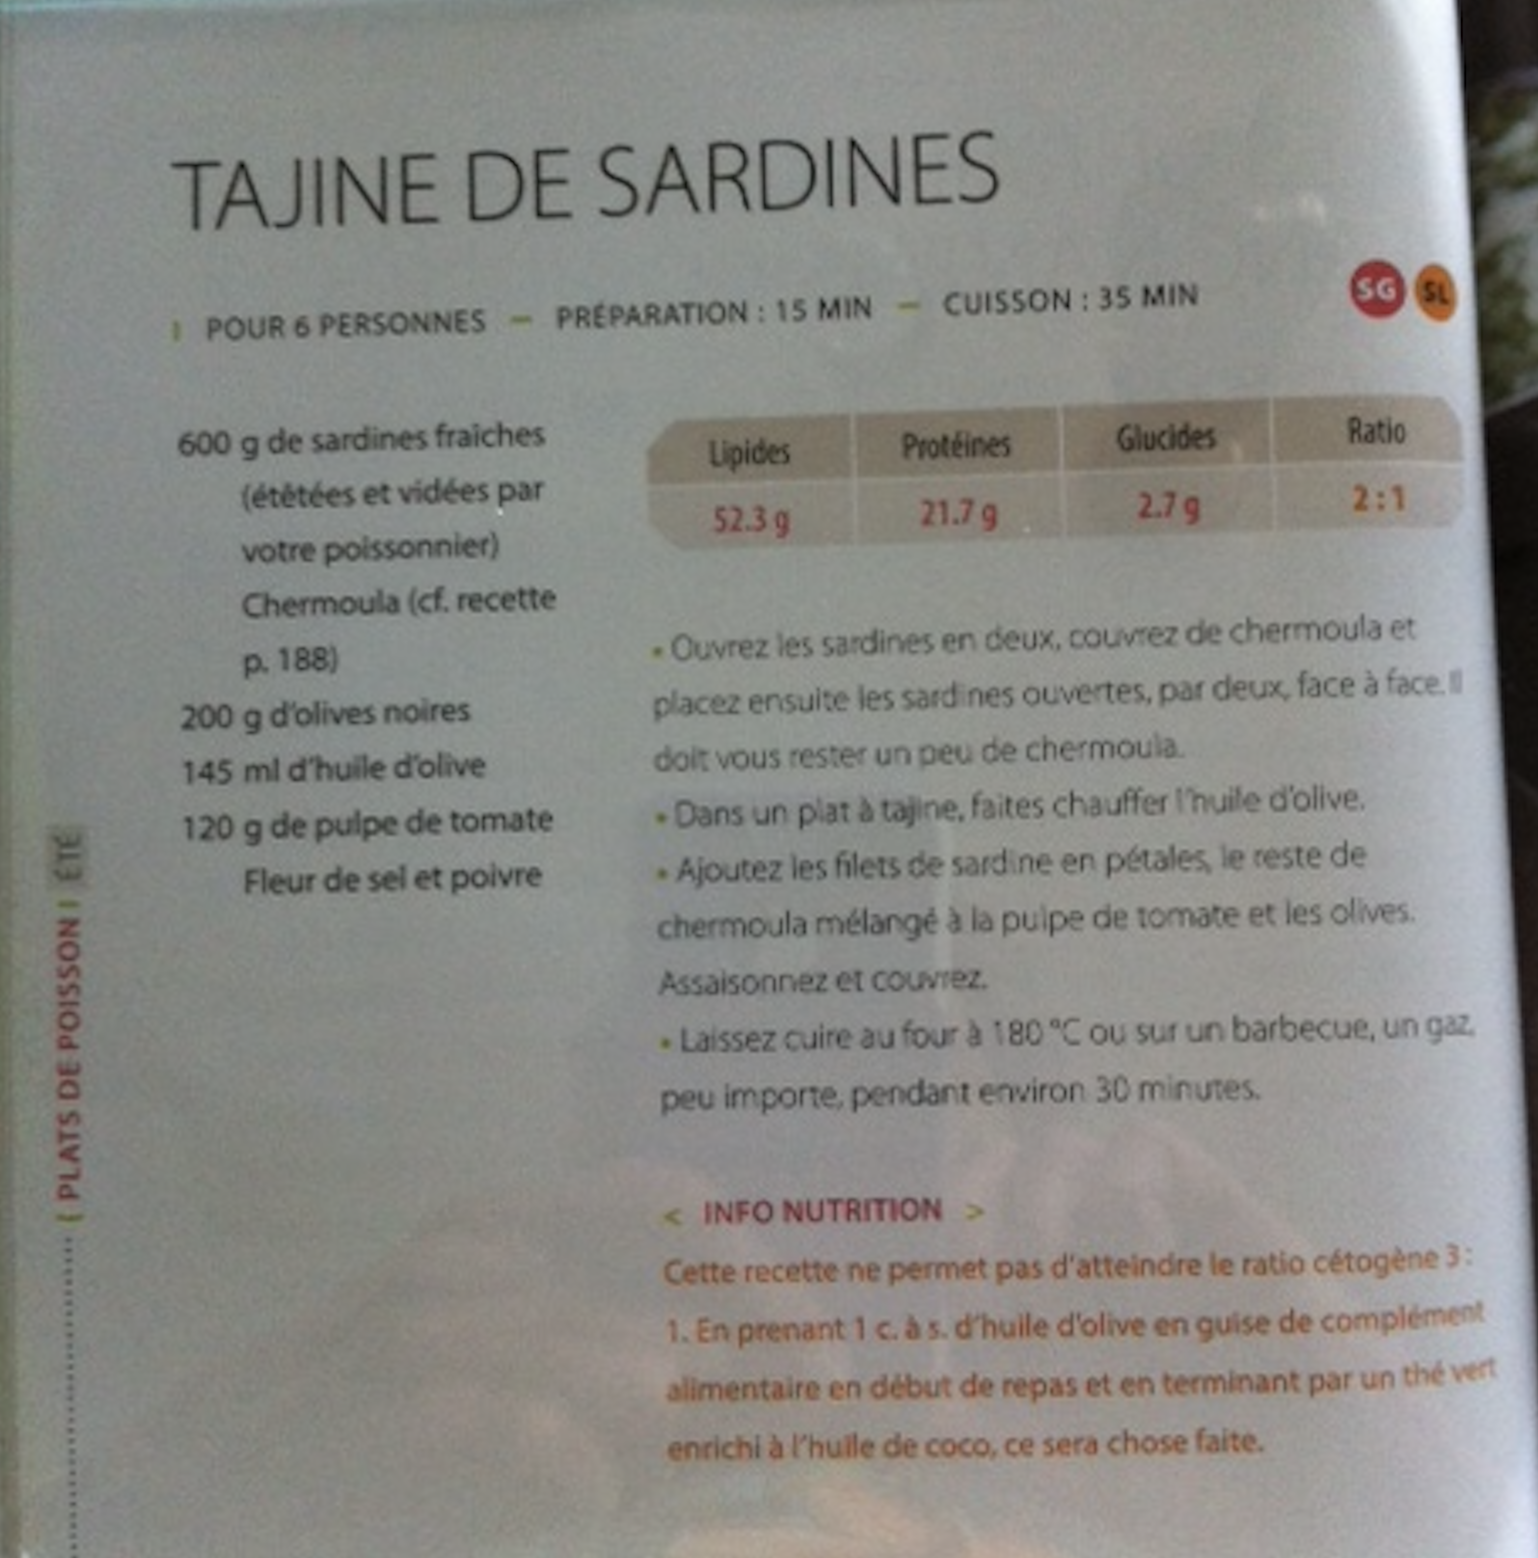 TAJINE DE SARDINES
POUR 6 PERSONNES – PRÉPARATION : 15 MIN – CUISSON : 35 MIN
SG SL
600 g de sardines fraîches
(étêtées et vidées par
votre poissonnier)
Chermoula (cf. recette
p. 188)
200 g d'olives noires
145 ml d'huile d'olive
120 g de pulpe de tomate
Fleur de sel et poivre
Lipides Protéines Glucides Ratio
52.3 g 21.7 g 2.7 g 2 : 1
• Ouvrez les sardines en deux, couvrez de chermoula et
placez ensuite les sardines ouvertes, par deux, face à face. Il
doit vous rester un peu de chermoula.
• Dans un plat à tajine, faites chauffer l'huile d'olive.
• Ajoutez les filets de sardine en pétales, le reste de
chermoula mélangé à la pulpe de tomate et les olives.
Assaisonnez et couvrez.
• Laissez cuire au four à 180 °C ou sur un barbecue, un gaz,
peu importe, pendant environ 30 minutes.
< INFO NUTRITION >
Cette recette ne permet pas d'atteindre le ratio cétogène 3 :
1. En prenant 1 c. à s. d'huile d'olive en guise de complément
alimentaire en début de repas et en terminant par un thé vert
enrichi à l'huile de coco, ce sera chose faite.
{ PLATS DE POISSON | ÉTÉ